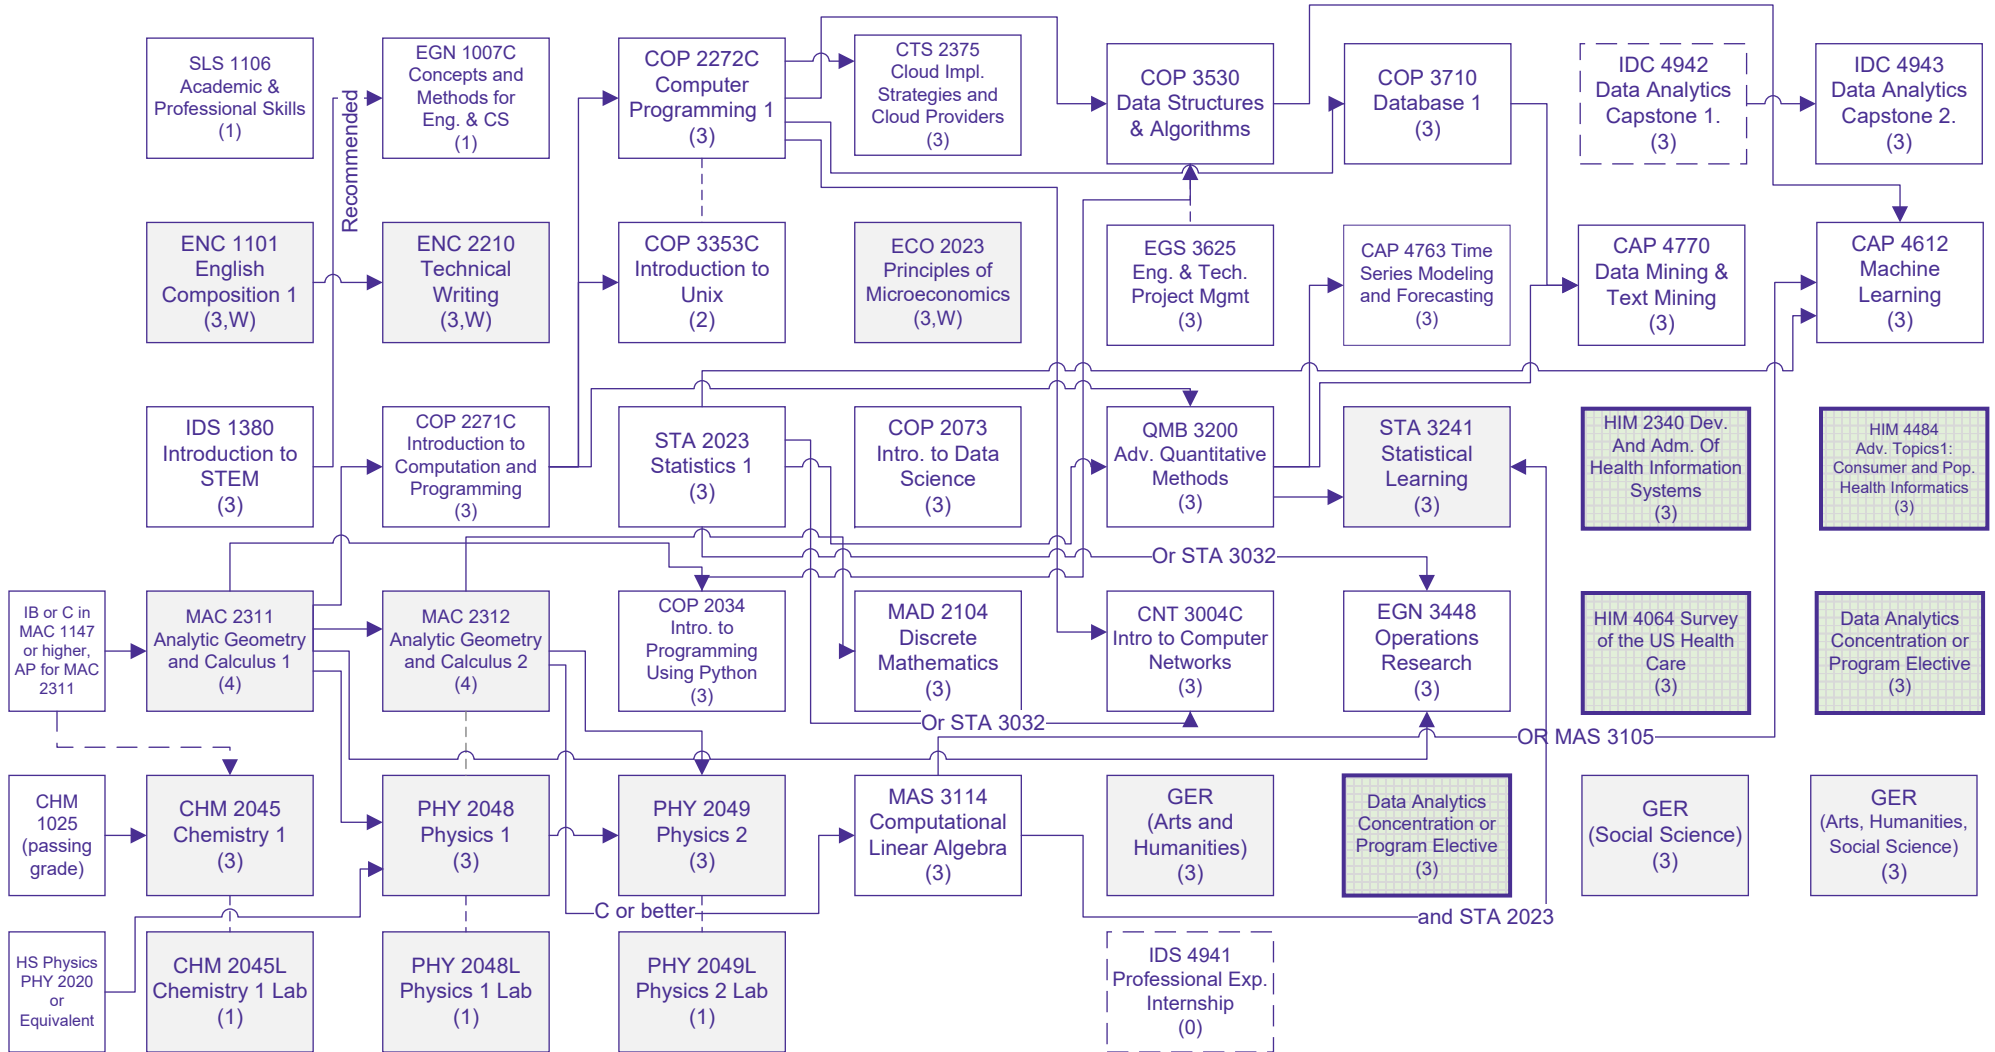 SLS 1106
Academic &
Professional Skills
(1)
EGN 1007C
Concepts and
Methods for
Eng. & CS
(1)
COP 2272C
Computer
Programming 1
(3)
CTS 2375
Cloud Impl.
Strategies and
Cloud Providers
(3)
COP 3530
Data Structures
& Algorithms
COP 3710
Database 1
(3)
IDC 4942
Data Analytics
Capstone 1.
(3)
IDC 4943
Data Analytics
Capstone 2.
(3)
Recommended
ENC 1101
English
Composition 1
(3,W)
ENC 2210
Technical
Writing
(3,W)
COP 3353C
Introduction to
Unix
(2)
ECO 2023
Principles of
Microeconomics
(3,W)
EGS 3625
Eng. & Tech.
Project Mgmt
(3)
CAP 4763 Time
Series Modeling
and Forecasting
(3)
CAP 4770
Data Mining &
Text Mining
(3)
CAP 4612
Machine
Learning
(3)
IDS 1380
Introduction to
STEM
(3)
COP 2271C
Introduction to
Computation and
Programming
(3)
STA 2023
Statistics 1
(3)
COP 2073
Intro. to Data
Science
(3)
QMB 3200
Adv. Quantitative
Methods
(3)
STA 3241
Statistical
Learning
(3)
HIM 2340 Dev.
And Adm. Of
Health Information
Systems
(3)
HIM 4484
Adv. Topics1:
Consumer and Pop.
Health Informatics
(3)
Or STA 3032
IB or C in
MAC 1147
or higher,
AP for MAC
2311
MAC 2311
Analytic Geometry
and Calculus 1
(4)
MAC 2312
Analytic Geometry
and Calculus 2
(4)
COP 2034
Intro. to
Programming
Using Python
(3)
MAD 2104
Discrete
Mathematics
(3)
CNT 3004C
Intro to Computer
Networks
(3)
EGN 3448
Operations
Research
(3)
HIM 4064 Survey
of the US Health
Care
(3)
Data Analytics
Concentration or
Program Elective
(3)
Or STA 3032
OR MAS 3105
CHM
1025
(passing
grade)
CHM 2045
Chemistry 1
(3)
PHY 2048
Physics 1
(3)
PHY 2049
Physics 2
(3)
MAS 3114
Computational
Linear Algebra
(3)
GER
(Arts and
Humanities)
(3)
Data Analytics
Concentration or
Program Elective
(3)
GER
(Social Science)
(3)
GER
(Arts, Humanities,
Social Science)
(3)
C or better
and STA 2023
HS Physics
PHY 2020
or
Equivalent
CHM 2045L
Chemistry 1 Lab
(1)
PHY 2048L
Physics 1 Lab
(1)
PHY 2049L
Physics 2 Lab
(1)
IDS 4941
Professional Exp.
Internship
(0)